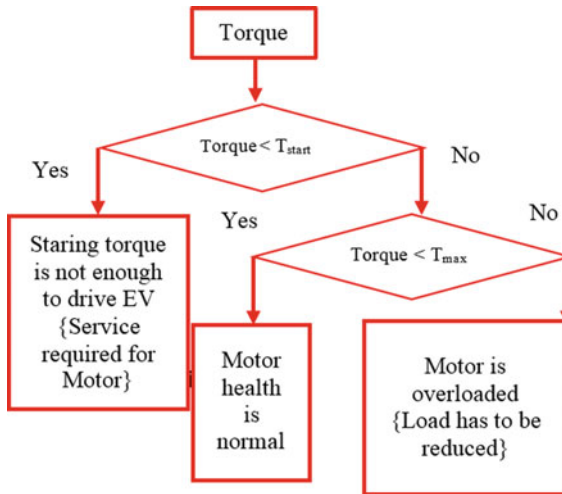 Torque
Torque < Tstart
Yes
No
Staring torque
is not enough
to drive EV
{Service
required for
Motor}
Yes
No
Torque < Tmax
i
Motor
health
is
normal
Motor is
overloaded
{Load has to be
reduced}